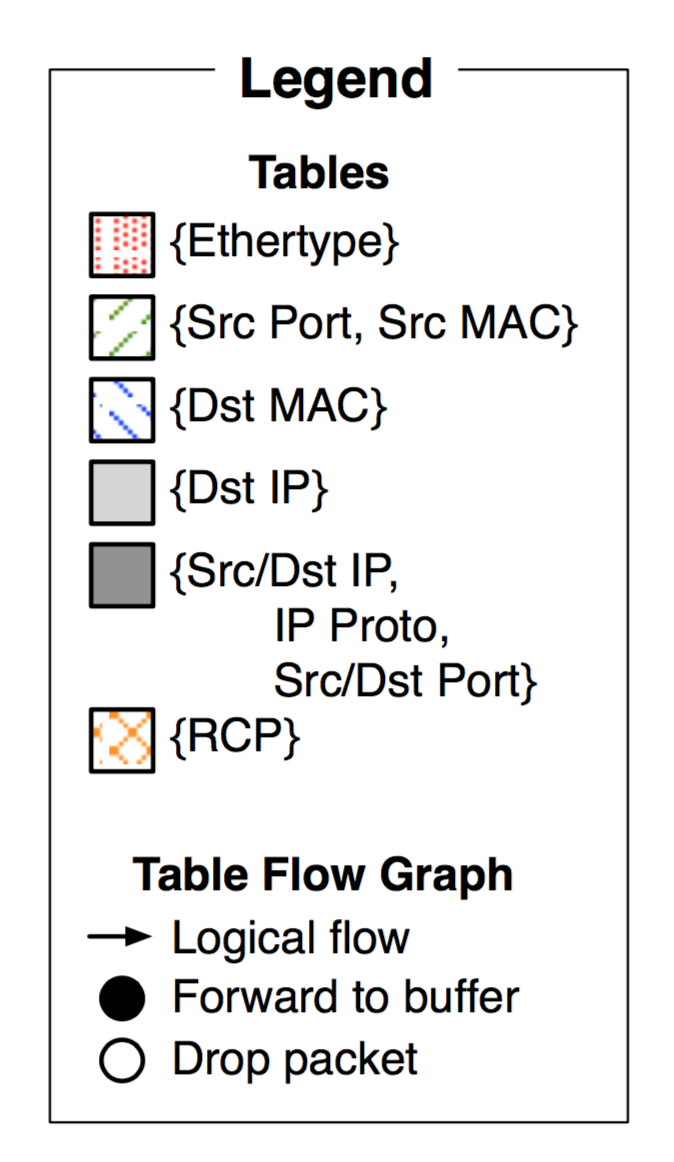 Legend
Tables
{Ethertype}
{Src Port, Src MAC}
{Dst MAC}
{Dst IP}
{Src/Dst IP,
IP Proto,
Src/Dst Port}
{RCP}
Table Flow Graph
Logical flow
Forward to buffer
Drop packet